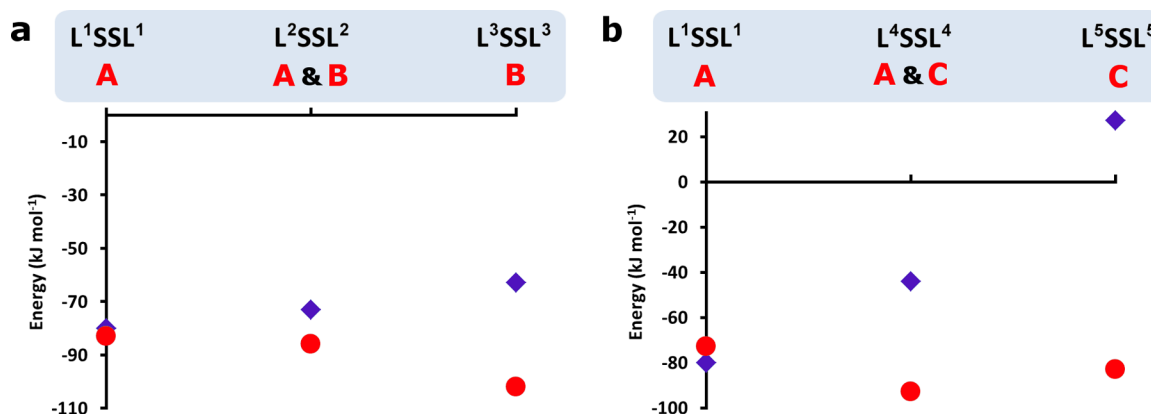 a
L¹SSL¹ L²SSL² L³SSL³
A A & B B
-10
-30
-50
-70
-90
-110
Energy (kJ mol⁻¹)
b
L¹SSL¹ L⁴SSL⁴ L⁵SSL⁵
A A & C C
20
0
-20
-40
-60
-80
-100
Energy (kJ mol⁻¹)